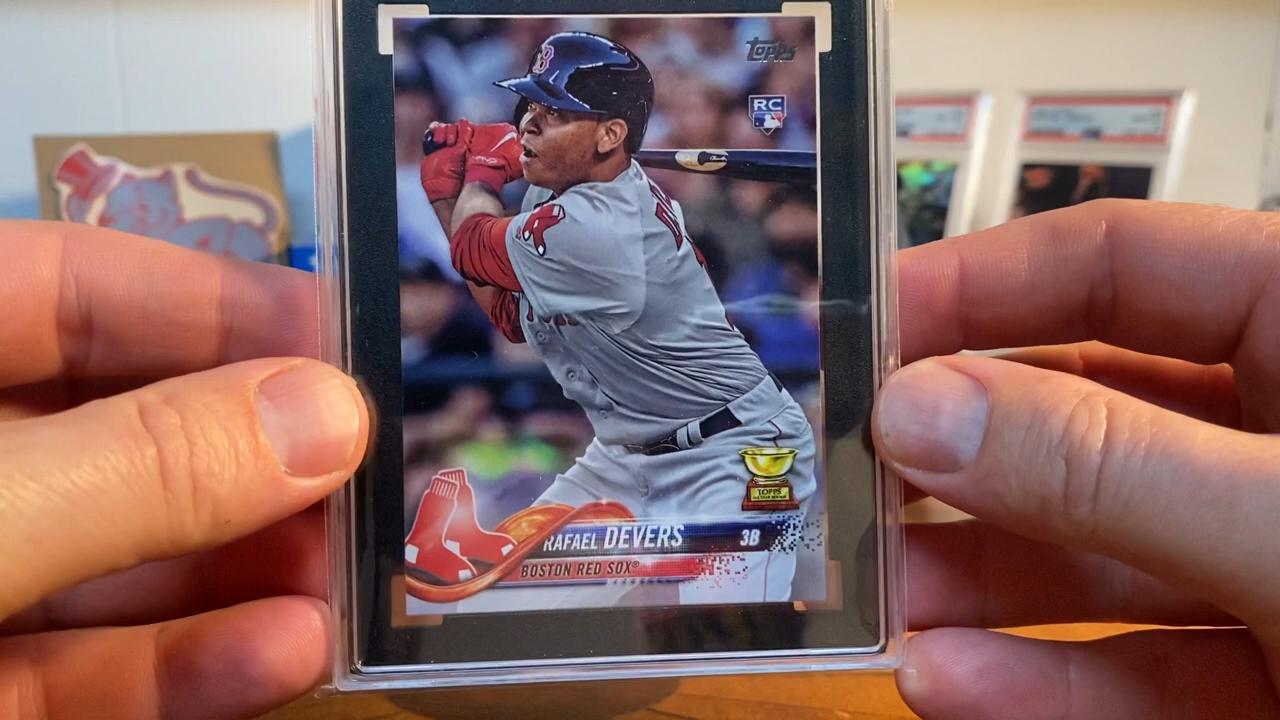 Topps
RC
B
TOPPS
RAFAEL DEVERS 3B
BOSTON RED SOX®